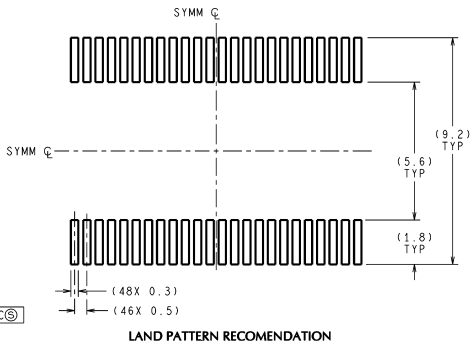 SYMM ℄
SYMM ℄
(9.2)
TYP
(5.6)
TYP
(1.8)
TYP
(48X 0.3)
(46X 0.5)
CⓈ
LAND PATTERN RECOMENDATION